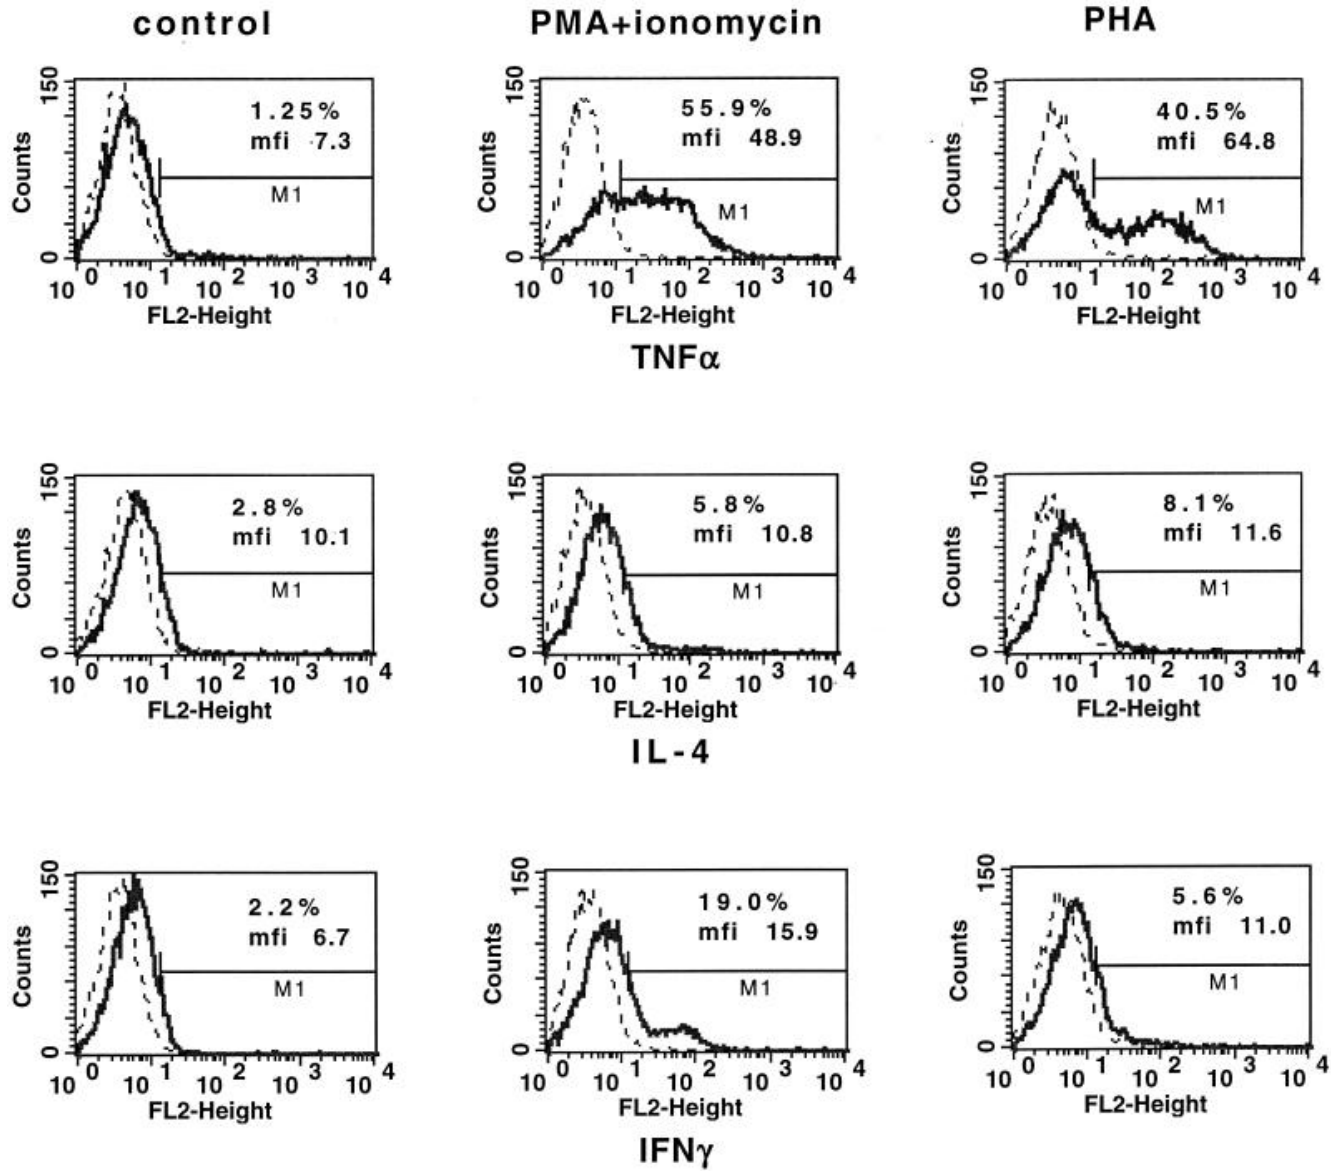 control PMA+ionomycin PHA
150 1.25% 150 55.9% 150 40.5%
mfi 7.3 mfi 48.9 mfi 64.8
Counts M1 Counts M1 Counts M1
0 0 0
10 0 10 1 10 2 10 3 10 4 10 0 10 1 10 2 10 3 10 4 10 0 10 1 10 2 10 3 10 4
FL2-Height FL2-Height FL2-Height
TNFα
150 2.8% 150 5.8% 150 8.1%
mfi 10.1 mfi 10.8 mfi 11.6
Counts M1 Counts M1 Counts M1
0 0 0
10 0 10 1 10 2 10 3 10 4 10 0 10 1 10 2 10 3 10 4 10 0 10 1 10 2 10 3 10 4
FL2-Height FL2-Height FL2-Height
IL-4
150 2.2% 150 19.0% 150 5.6%
mfi 6.7 mfi 15.9 mfi 11.0
Counts M1 Counts M1 Counts M1
0 0 0
10 0 10 1 10 2 10 3 10 4 10 0 10 1 10 2 10 3 10 4 10 0 10 1 10 2 10 3 10 4
FL2-Height FL2-Height FL2-Height
IFNγ